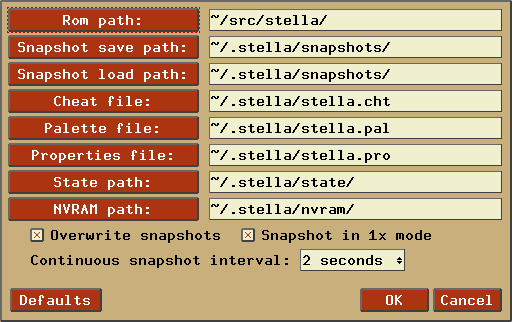 Rom path: ~/src/stella/
Snapshot save path: ~/.stella/snapshots/
Snapshot load path: ~/.stella/snapshots/
Cheat file: ~/.stella/stella.cht
Palette file: ~/.stella/stella.pal
Properties file: ~/.stella/stella.pro
State path: ~/.stella/state/
NVRAM path: ~/.stella/nvram/
Overwrite snapshots Snapshot in 1x mode
Continuous snapshot interval: 2 seconds
Defaults OK Cancel